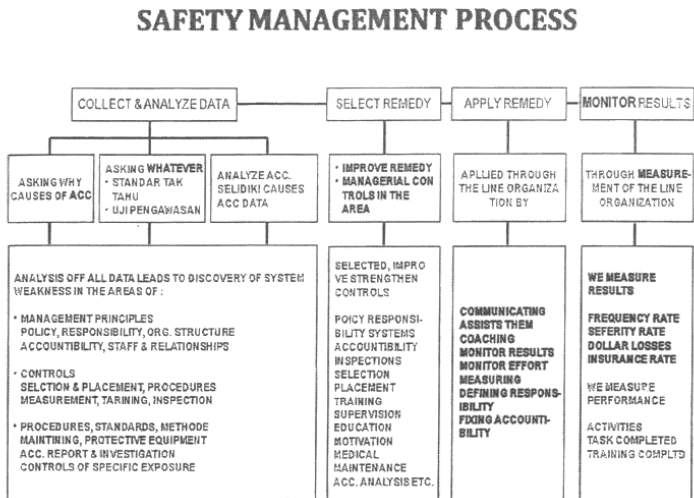 SAFETY MANAGEMENT PROCESS
COLLECT & ANALYZE DATA
SELECT REMEDY
APPLY REMEDY
MONITOR RESULTS
ASKING WHY
CAUSES OF ACC
ASKING WHATEVER
• STANDAR TAK
TAHU
• UJI PENGAWASAN
ANALYZE ACC.
SELIDIKI CAUSES
ACC DATA
• IMPROVE REMEDY
• MANAGERIAL CON
TROLS IN THE
AREA
APLLIED THROUGH
THE LINE ORGANIZA
TION BY
THROUGH MEASURE-
MENT OF THE LINE
ORGANIZATION
ANALYSIS OFF ALL DATA LEADS TO DISCOVERY OF SYSTEM
WEAKNESS IN THE AREAS OF :
• MANAGEMENT PRINCIPLES
POLICY, RESPONSIBILITY, ORG. STRUCTURE
ACCOUNTIBILITY, STAFF & RELATIONSHIPS
• CONTROLS
SELCTION & PLACEMENT, PROCEDURES
MEASUREMENT, TARINING, INSPECTION
• PROCEDURES, STANDARDS, METHODE
MAINTINING, PROTECTIVE EQUIPMENT
ACC. REPORT & INVESTIGATION
CONTROLS OF SPECIFIC EXPOSURE
SELECTED, IMPRO
VE STRENGTHEN
CONTROLS
POICY RESPONSI-
BILITY SYSTEMS
ACCOUNTIBILITY
INSPECTIONS
SELECTION
PLACEMENT
TRAINING
SUPERVISION
EDUCATION
MOTIVATION
MEDICAL
MAINTENANCE
ACC. ANALYSIS ETC.
COMMUNICATING
ASSISTS THEM
COACHING
MONITOR RESULTS
MONITOR EFFORT
MEASURING
DEFINING RESPONS-
IBILITY
FIXING ACCOUNTI-
BILITY
WE MEASURE
RESULTS
FREQUENCY RATE
SEFERITY RATE
DOLLAR LOSSES
INSURANCE RATE
WE MEASURE
PERFORMANCE
ACTIVITIES
TASK COMPLETED
TRAINING COMPLTD